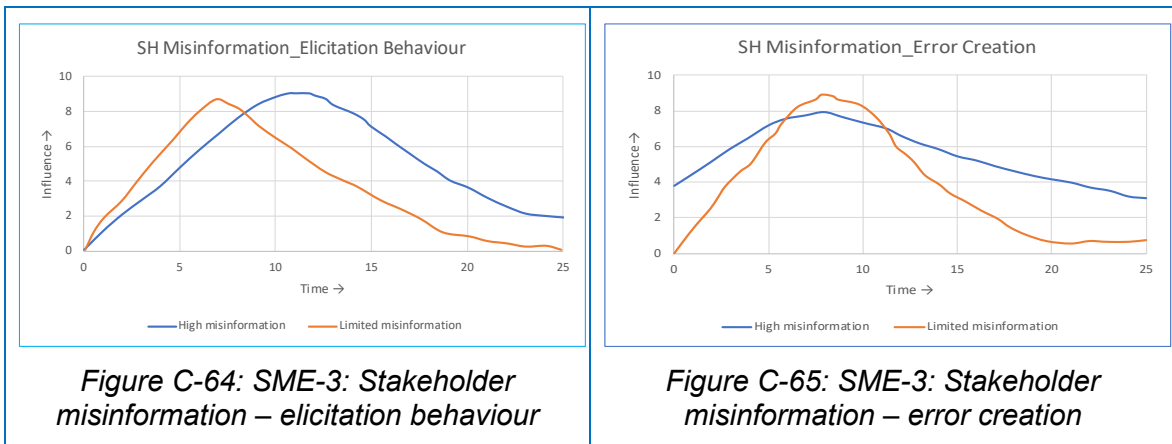 SH Misinformation_Elicitation Behaviour
10
8
6
4
2
0
Influence →
0 5 10 15 20 25
Time →
High misinformation Limited misinformation
Figure C-64: SME-3: Stakeholder
misinformation – elicitation behaviour
SH Misinformation_Error Creation
10
8
6
4
2
0
Influence→
0 5 10 15 20 25
Time →
High misinformation Limited misinformation
Figure C-65: SME-3: Stakeholder
misinformation – error creation